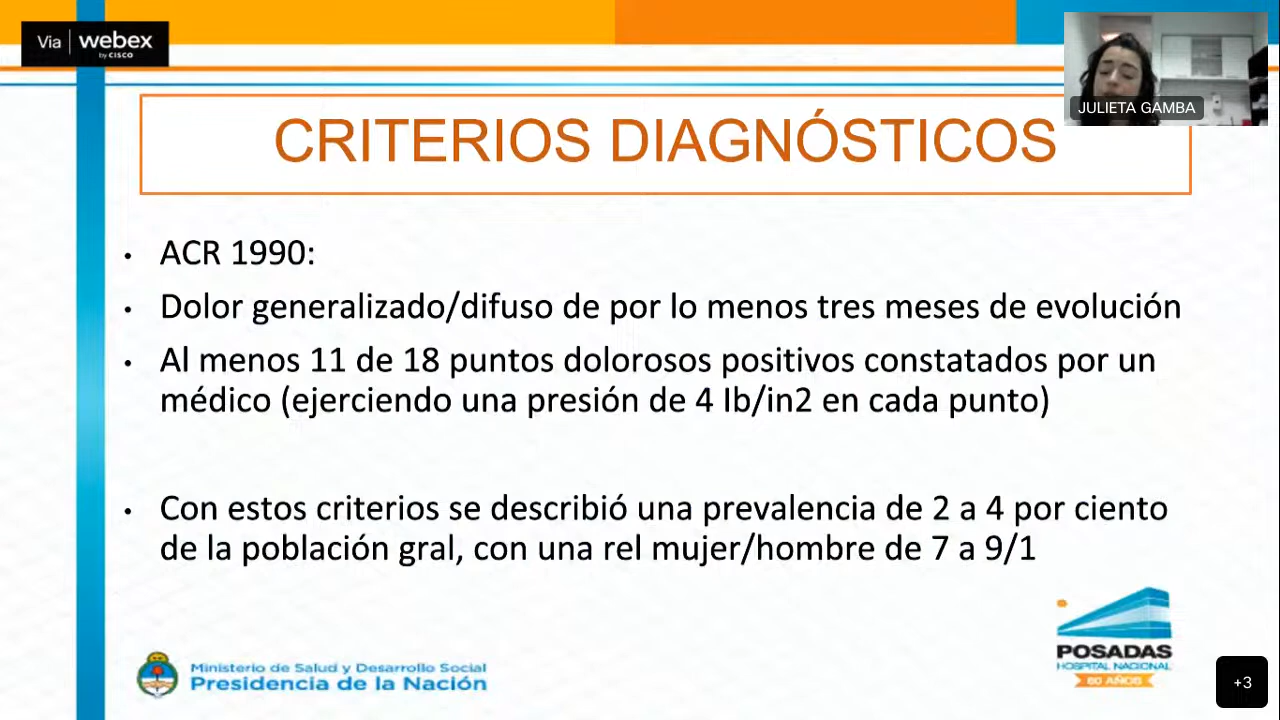 Via webex
by CISCO
JULIETA GAMBA
CRITERIOS DIAGNÓSTICOS
• ACR 1990:
• Dolor generalizado/difuso de por lo menos tres meses de evolución
• Al menos 11 de 18 puntos dolorosos positivos constatados por un
médico (ejerciendo una presión de 4 lb/in2 en cada punto)
• Con estos criterios se describió una prevalencia de 2 a 4 por ciento
de la población gral, con una rel mujer/hombre de 7 a 9/1
Ministerio de Salud y Desarrollo Social
Presidencia de la Nación
POSADAS
HOSPITAL NACIONAL
60 AÑOS
+3